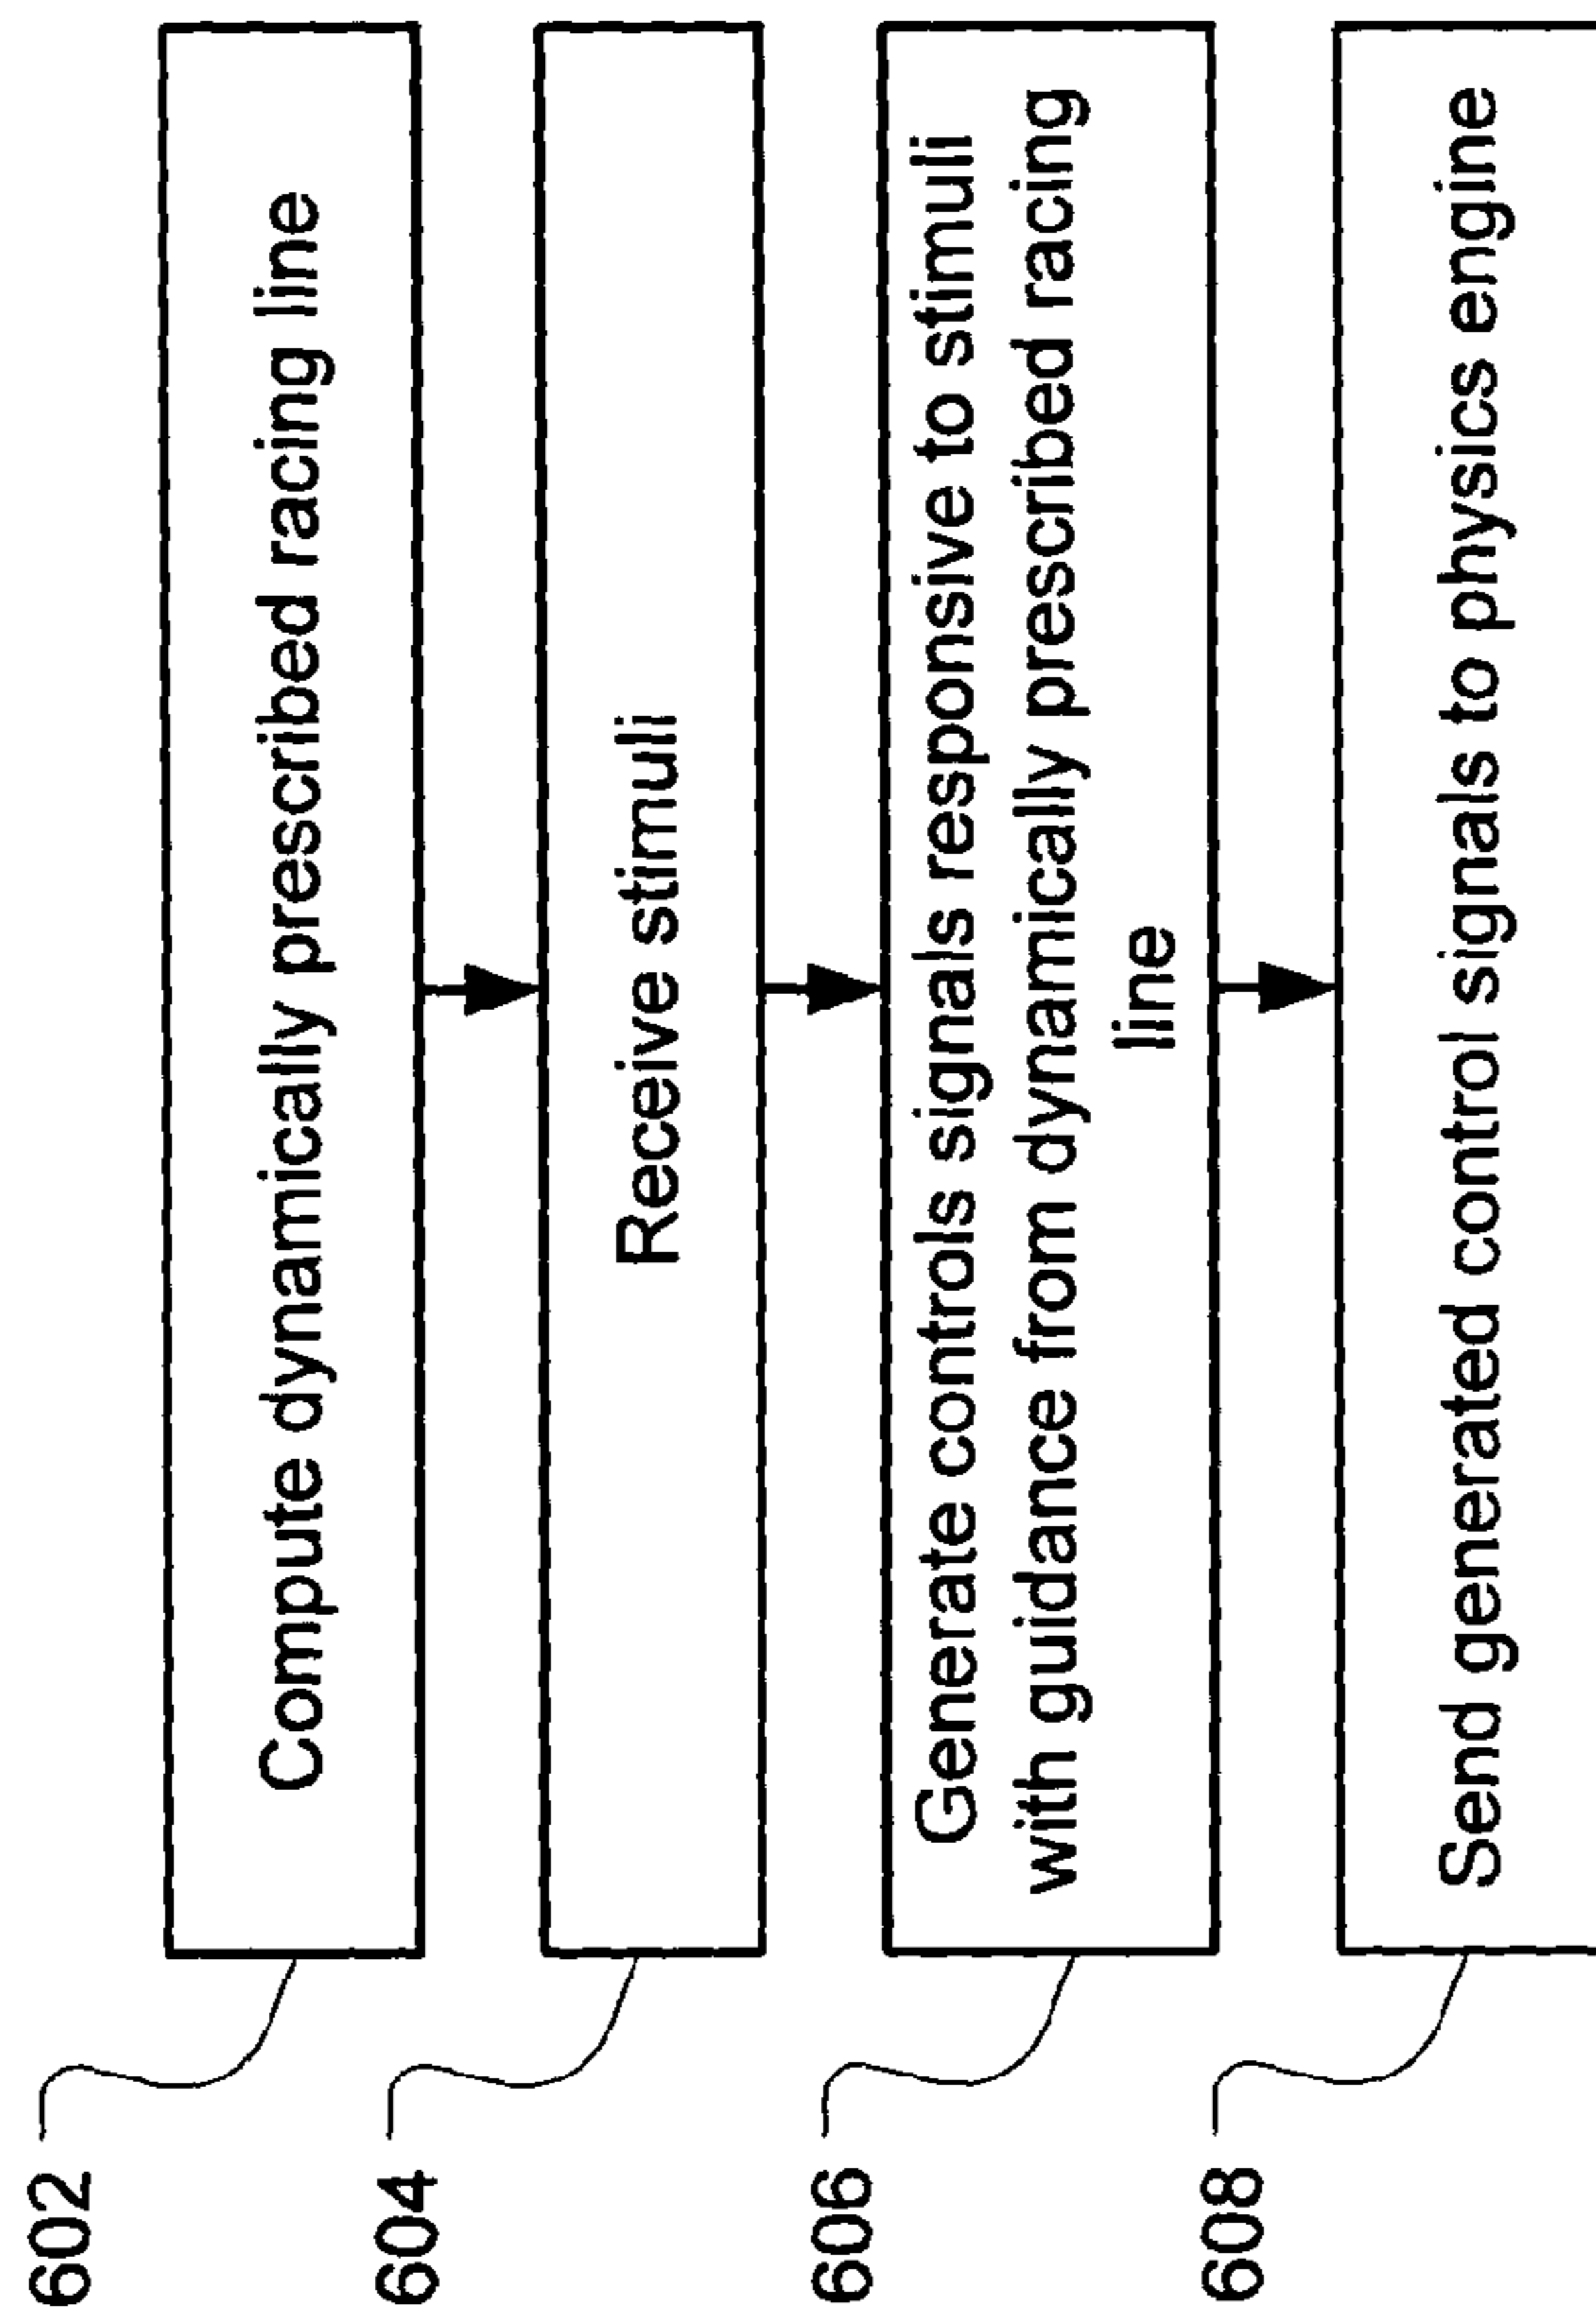 602
Compute dynamically prescribed racing line
604
Receive stimuli
606
Generate controls signals responsive to stimuli
with guidance from dynamically prescribed racing
line
608
Send generated control signals to physics engine